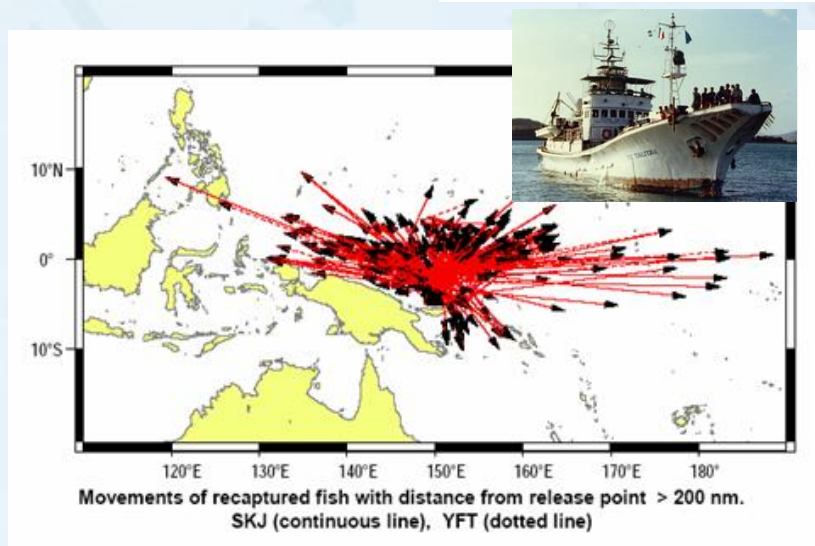 10°N
0°
10°S
120°E 130°E 140°E 150°E 160°E 170°E 180°
Movements of recaptured fish with distance from release point > 200 nm.
SKJ (continuous line), YFT (dotted line)